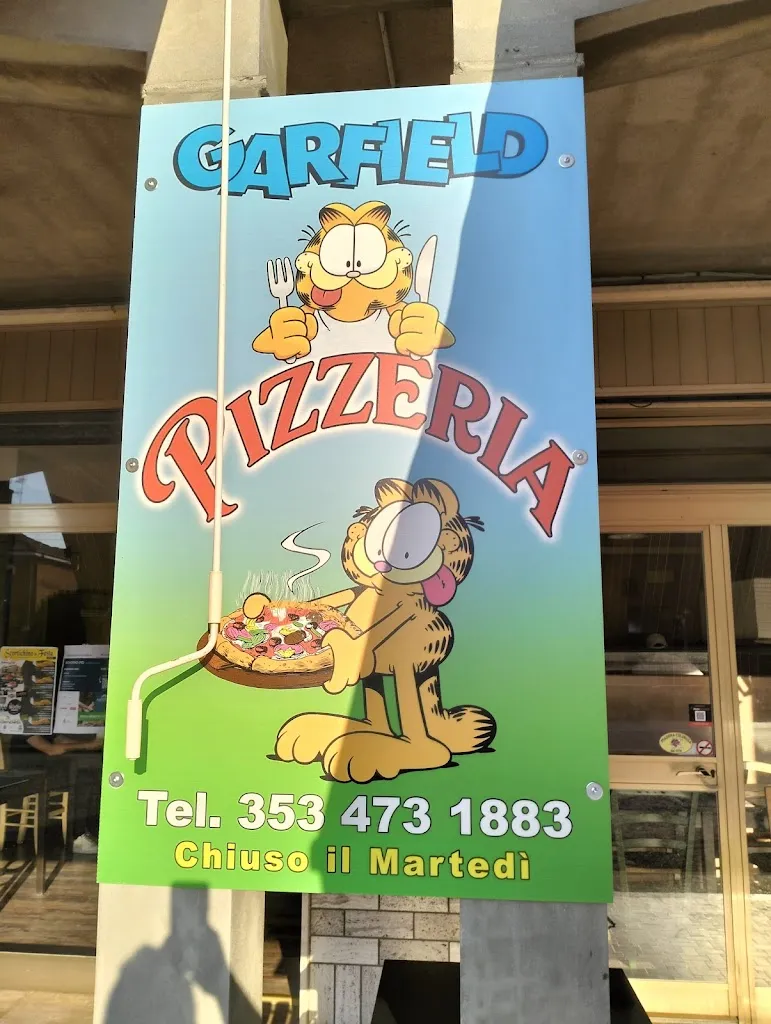 GARFIELD
PIZZERIA
Tel. 353 473 1883
Chiuso il Martedì